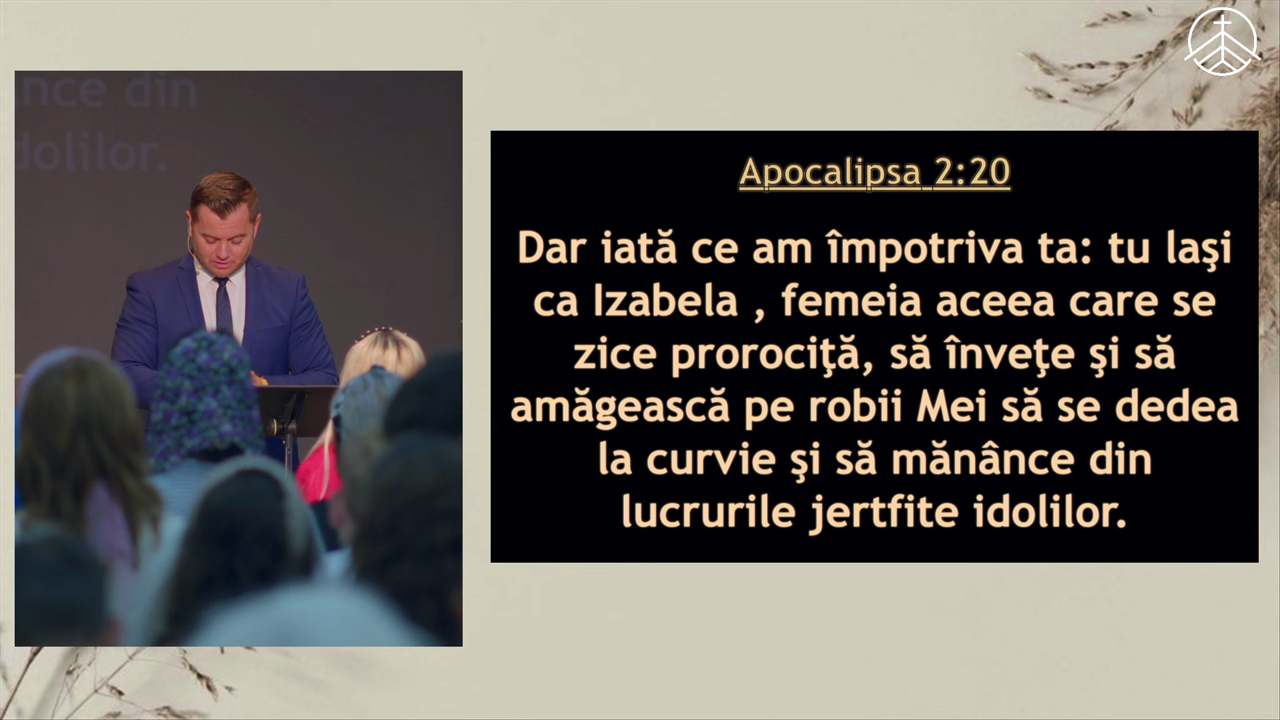 nce din
dolilor.
Apocalipsa 2:20
Dar iată ce am împotriva ta: tu laşi
ca Izabela , femeia aceea care se
zice prorociţă, să înveţe şi să
amăgească pe robii Mei să se dedea
la curvie şi să mănânce din
lucrurile jertfite idolilor.